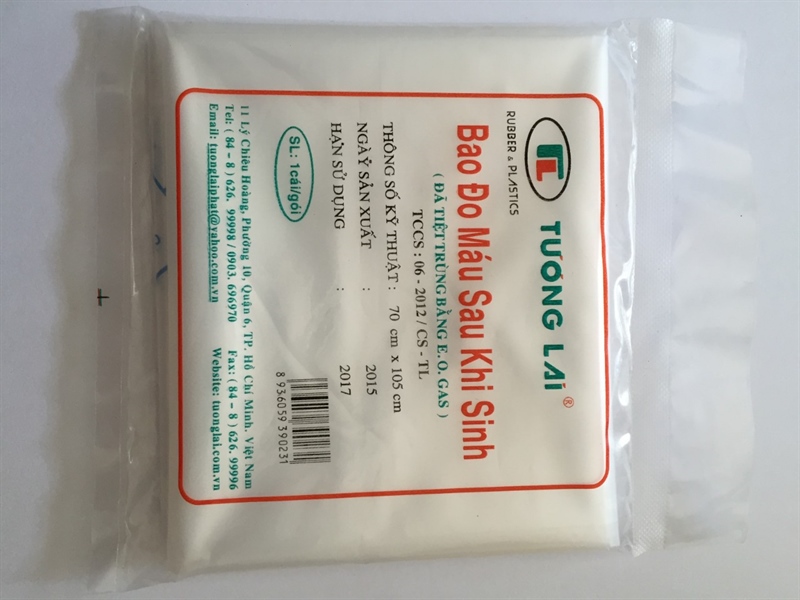 TƯƠNG LAI ®
RUBBER & PLASTICS
Bao Đo Máu Sau Khi Sinh
( ĐÃ TIỆT TRÙNG BẰNG E. O. GAS )
TCCS : 06 - 2012 / CS - TL
THÔNG SỐ KỸ THUẬT : 70 cm x 105 cm
NGÀY SẢN XUẤT : 2015
HẠN SỬ DỤNG : 2017
SL: 1cái/gói
8 936059 390231
11 Lý Chiêu Hoàng, Phường 10, Quận 6, TP. Hồ Chí Minh. Việt Nam
Tel: ( 84 - 8 ) 626. 99998 / 0903. 696970 Fax: ( 84 - 8 ) 626. 99996
Email: tuonglaiphat@yahoo.com.vn Website: tuonglai.com.vn